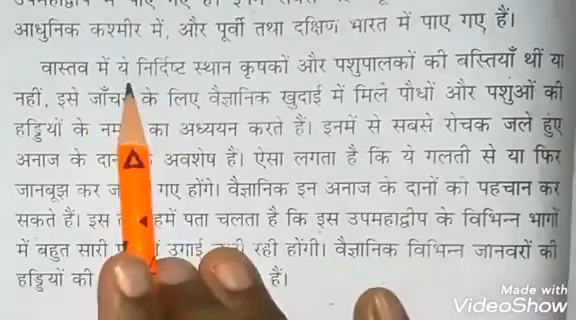 आधुनिक कश्मीर में, और पूर्वी तथा दक्षिण भारत में पाए गए हैं।
वास्तव में ये निर्दिष्ट स्थान कृषकों और पशुपालकों की बस्तियाँ थीं या
नहीं, इसे जाँचने के लिए वैज्ञानिक खुदाई में मिले पौधों और पशुओं की
हड्डियों के का अध्ययन करते हैं। इनमें से सबसे रोचक जले हुए
अनाज के अवशेष हैं। ऐसा लगता है कि ये गलती से या फिर
जानबूझ कर गए होंगे। वैज्ञानिक इन अनाज के दानों की पहचान कर
सकते हैं। इस हमें पता चलता है कि इस उपमहाद्वीप के विभिन्न भागों
में बहुत सारी उगाई रही होंगी। वैज्ञानिक विभिन्न जानवरों की
हड्डियों की हैं।
Made with
VideoShow